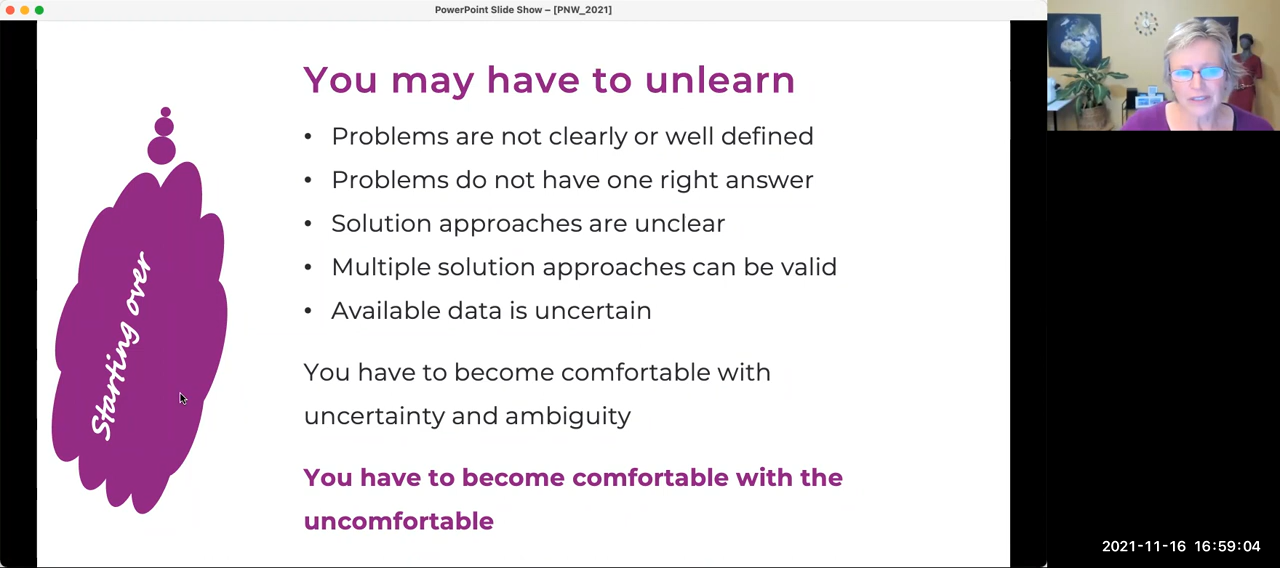 PowerPoint Slide Show – [PNW_2021]
You may have to unlearn
• Problems are not clearly or well defined
• Problems do not have one right answer
• Solution approaches are unclear
• Multiple solution approaches can be valid
• Available data is uncertain
You have to become comfortable with
uncertainty and ambiguity
You have to become comfortable with the
uncomfortable
Starting over
2021-11-16 16:59:04